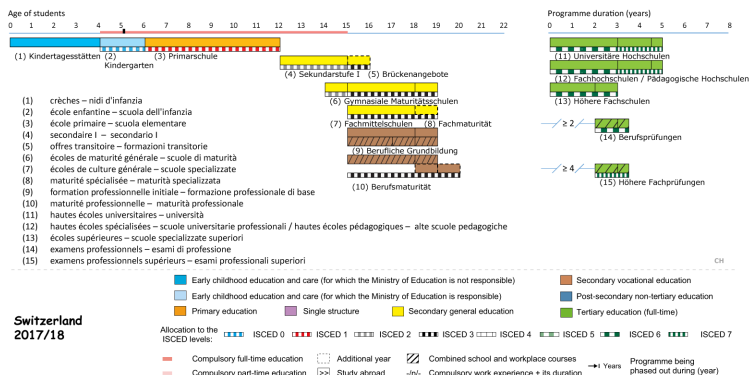 Age of students
Programme duration (years)
0 1 2 3 4 5 6 7 8 9 10 11 12 13 14 15 16 17 18 19 20 21 22
0 1 2 3 4 5 6 7 8
(1) Kindertagesstätten
(2) Kindergarten
(3) Primarschule
(4) Sekundarstufe I
(5) Brückenangebote
(6) Gymnasiale Maturitätsschulen
(7) Fachmittelschulen
(8) Fachmaturität
(9) Berufliche Grundbildung
(10) Berufsmaturität
(11) Universitäre Hochschulen
(12) Fachhochschulen / Pädagogische Hochschulen
(13) Höhere Fachschulen
≥ 2
(14) Berufsprüfungen
≥ 4
(15) Höhere Fachprüfungen
(1) crèches – nidi d'infanzia
(2) école enfantine – scuola dell'infanzia
(3) école primaire – scuola elementare
(4) secondaire I – secondario I
(5) offres transitoire – formazioni transitorie
(6) écoles de maturité générale – scuole di maturità
(7) écoles de culture générale – scuole specializzate
(8) maturité spécialisée – maturità specializzata
(9) formation professionnelle initiale – formazione professionale di base
(10) maturité professionnelle – maturità professionale
(11) hautes écoles universitaires – università
(12) hautes écoles spécialisées – scuole universitarie professionali / hautes écoles pédagogiques – alte scuole pedagogiche
(13) écoles supérieures – scuole specializzate superiori
(14) examens professionnels – esami di professione
(15) examens professionnels supérieurs – esami professionali superiori
CH
Switzerland
2017/18
Early childhood education and care (for which the Ministry of Education is not responsible)
Secondary vocational education
Early childhood education and care (for which the Ministry of Education is responsible)
Post-secondary non-tertiary education
Primary education
Single structure
Secondary general education
Tertiary education (full-time)
Allocation to the ISCED levels:
ISCED 0
ISCED 1
ISCED 2
ISCED 3
ISCED 4
ISCED 5
ISCED 6
ISCED 7
Compulsory full-time education
Additional year
Combined school and workplace courses
Years
Programme being phased out during (year)
Compulsory part-time education
>> Study abroad
-/n/- Compulsory work experience + its duration